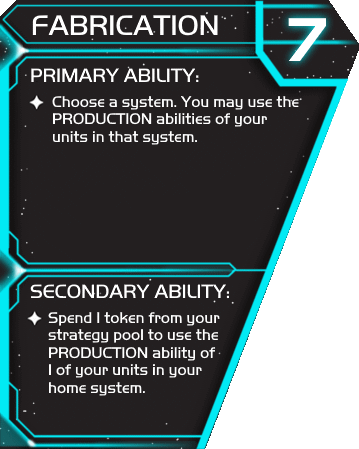 FABRICATION
7
PRIMARY ABILITY:
Choose a system. You may use the
PRODUCTION abilities of your
units in that system.
SECONDARY ABILITY:
Spend 1 token from your
strategy pool to use the
PRODUCTION ability of
1 of your units in your
home system.